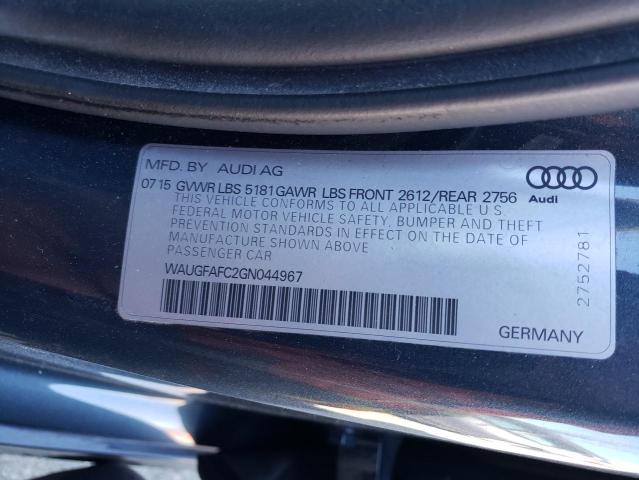 MFD. BY AUDI AG
07 15 GVWR LBS 5181 GAWR LBS FRONT 2612/REAR 2756
THIS VEHICLE CONFORMS TO ALL APPLICABLE U.S.
FEDERAL MOTOR VEHICLE SAFETY, BUMPER AND THEFT
PREVENTION STANDARDS IN EFFECT ON THE DATE OF
MANUFACTURE SHOWN ABOVE
PASSENGER CAR
WAUGFAFC2GN044967
Audi
2752781
GERMANY